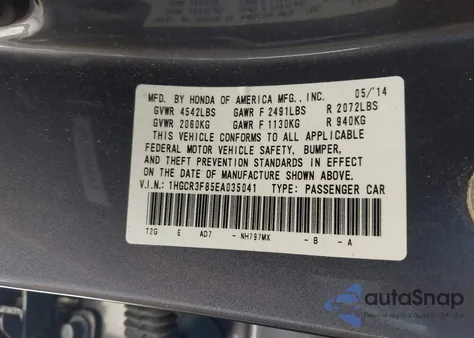 MFD. BY HONDA OF AMERICA MFG., INC. 05/14
GVWR 4542LBS GAWR F 2491LBS R 2072LBS
GVWR 2060KG GAWR F 1130KG R 940KG
THIS VEHICLE CONFORMS TO ALL APPLICABLE
FEDERAL MOTOR VEHICLE SAFETY, BUMPER,
AND THEFT PREVENTION STANDARDS IN EFFECT
ON THE DATE OF MANUFACTURE SHOWN ABOVE.
V.I.N.: 1HGCR3F85EA035041 TYPE: PASSENGER CAR
T2G E AD7 -NH797MX -B -A
autoSnap